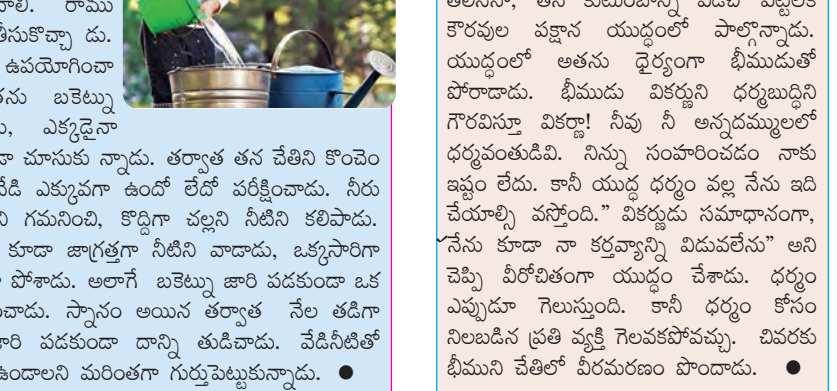 రాము
తీసుకొచ్చా డు.
ఉపయోగించా
బకెట్ను
ఎక్కడైనా
చూసుకు న్నాడు. తర్వాత తన చేతిని కొంచెం
ఎక్కువగా ఉందో లేదో పరీక్షించాడు. నీరు
గమనించి, కొద్దిగా చల్లని నీటిని కలిపాడు.
కూడా జాగ్రత్తగా నీటిని వాడాడు, ఒక్కసారిగా
పోశాడు. అలాగే బకెట్ను జారి పడకుండా ఒక
స్నానం అయిన తర్వాత నేల తడిగా
పడకుండా దాన్ని తుడిచాడు. వేడినీటితో
ఉండాలని మరింతగా గుర్తుపెట్టుకున్నాడు. ●
కౌరవుల పక్షాన యుద్ధంలో పాల్గొన్నాడు.
యుద్ధంలో అతను ధైర్యంగా భీముడుతో
పోరాడాడు. భీముడు వికర్ణుని ధర్మబుద్ధిని
గౌరవిస్తూ వికర్ణా! నీవు నీ అన్నదమ్ములలో
ధర్మవంతుడివి. నిన్ను సంహరించడం నాకు
ఇష్టం లేదు. కానీ యుద్ధ ధర్మం వల్ల నేను ఇది
చేయాల్సి వస్తోంది.” వికర్ణుడు సమాధానంగా,
“నేను కూడా నా కర్తవ్యాన్ని విడువలేను” అని
చెప్పి వీరోచితంగా యుద్ధం చేశాడు. ధర్మం
ఎప్పుడూ గెలుస్తుంది. కానీ ధర్మం కోసం
నిలబడిన ప్రతి వ్యక్తి గెలవకపోవచ్చు. చివరకు
భీముని చేతిలో వీరమరణం పొందాడు. ●